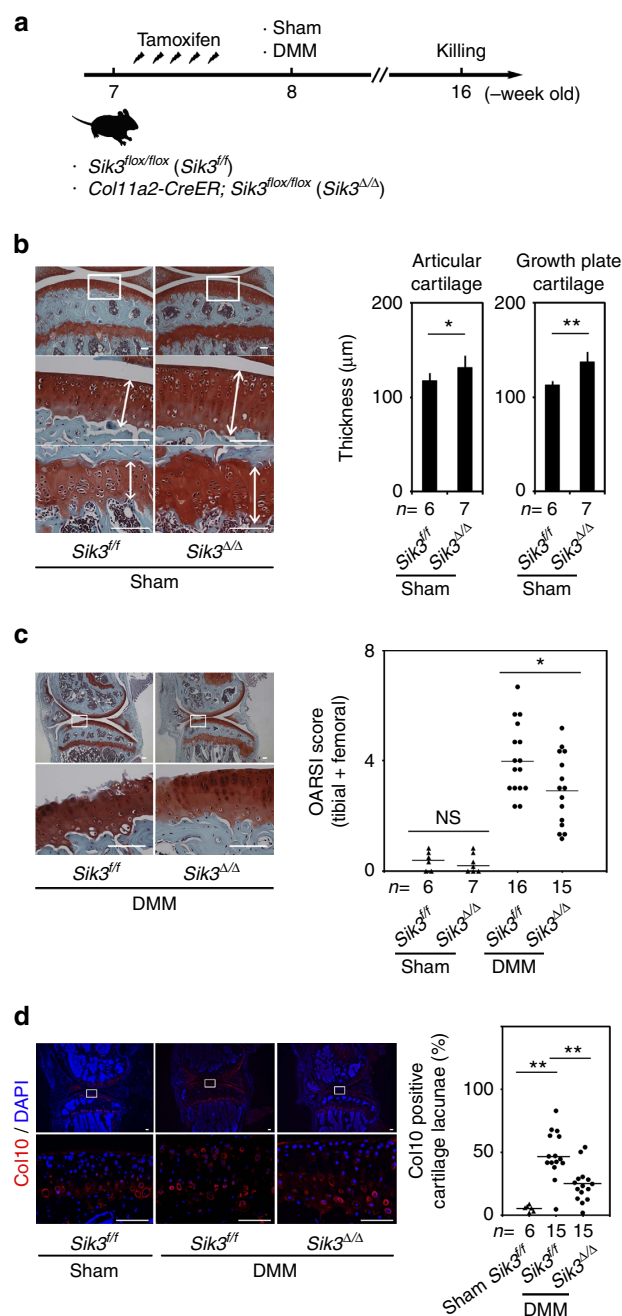 a
Tamoxifen
· Sham
· DMM
Killing
7
8
16
(–week old)
· Sik3flox/flox (Sik3f/f)
· Col11a2-CreER; Sik3flox/flox (Sik3Δ/Δ)
b
Articular cartilage
Growth plate cartilage
Thickness (μm)
200
100
0
*
200
100
0
**
n= 6 7
n= 6 7
Sik3f/f
Sik3Δ/Δ
Sham
Sik3f/f
Sik3Δ/Δ
Sham
Sik3f/f
Sik3Δ/Δ
Sham
c
OARSI score
(tibial + femoral)
8
4
0
NS
*
n= 6 7 16 15
Sik3f/f
Sik3Δ/Δ
Sik3f/f
Sik3Δ/Δ
Sham
DMM
Sik3f/f
Sik3Δ/Δ
DMM
d
Col10 / DAPI
Sik3f/f
Sik3f/f
Sik3Δ/Δ
Sham
DMM
Col10 positive
cartilage lacunae (%)
100
50
0
**
**
n= 6 15 15
Sham Sik3f/f
Sik3f/f
Sik3Δ/Δ
DMM